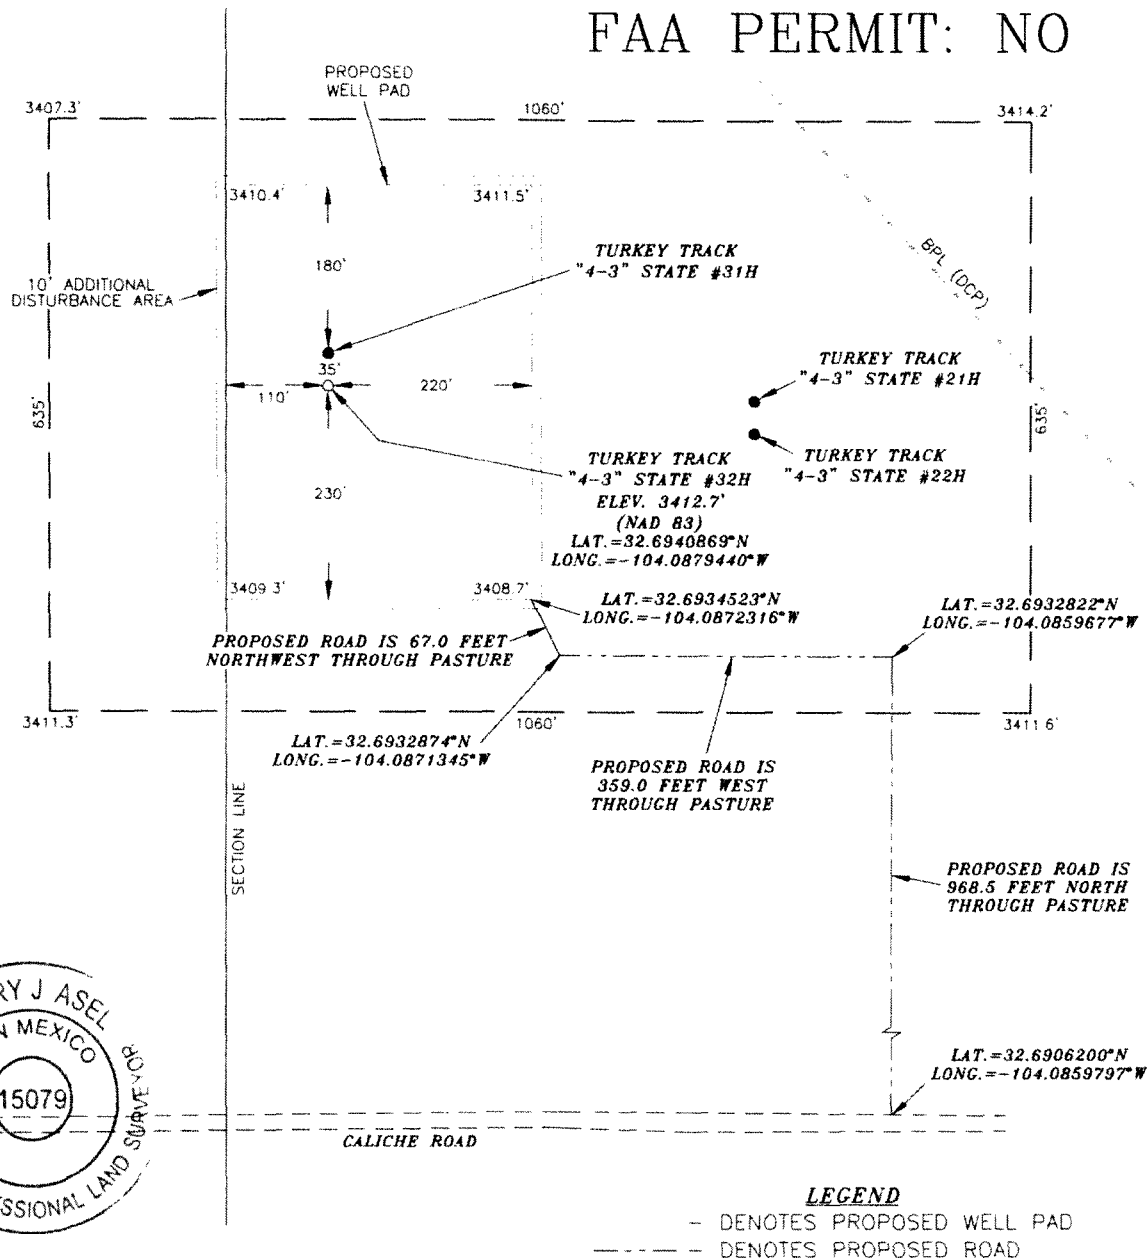 FAA PERMIT: NO
PROPOSED
WELL PAD
3407.3'
1060'
3414.2'
3410.4'
3411.5'
180'
TURKEY TRACK
"4-3" STATE #31H
BPL (DCP)
10' ADDITIONAL
DISTURBANCE AREA
35'
110'
220'
TURKEY TRACK
"4-3" STATE #21H
635'
635'
TURKEY TRACK
"4-3" STATE #22H
TURKEY TRACK
"4-3" STATE #32H
ELEV. 3412.7'
(NAD 83)
LAT.=32.6940869°N
LONG.=-104.0879440°W
230'
3409.3'
3408.7'
LAT.=32.6934523°N
LONG.=-104.0872316°W
LAT.=32.6932822°N
LONG.=-104.0859677°W
PROPOSED ROAD IS 67.0 FEET
NORTHWEST THROUGH PASTURE
3411.3'
1060'
3411.6'
LAT.=32.6932874°N
LONG.=-104.0871345°W
PROPOSED ROAD IS
359.0 FEET WEST
THROUGH PASTURE
SECTION LINE
PROPOSED ROAD IS
968.5 FEET NORTH
THROUGH PASTURE
RY J ASEL
MEXICO
15079
SSIONAL LAND SURVEYOR
LAT.=32.6906200°N
LONG.=-104.0859797°W
CALICHE ROAD
LEGEND
- DENOTES PROPOSED WELL PAD
- DENOTES PROPOSED ROAD